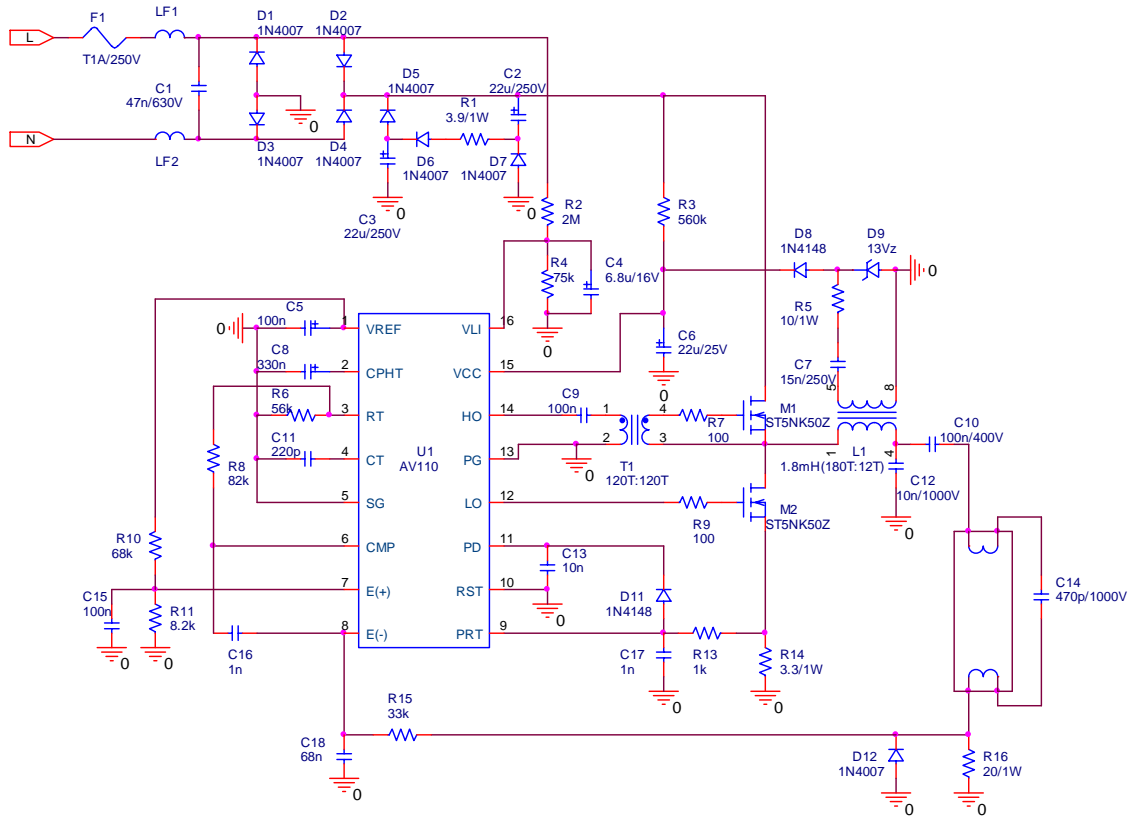 F1
LF1
D1
1N4007
D2
1N4007
L
T1A/250V
C1
47n/630V
D5
1N4007
C2
22u/250V
R1
3.9/1W
0
N
LF2
D3
1N4007
D4
1N4007
D6
1N4007
D7
1N4007
C3
22u/250V
0
0
R2
2M
R3
560k
D8
1N4148
D9
13Vz
0
R4
75k
C4
6.8u/16V
R5
10/1W
0
C5
100n
0
1
VREF
VLI
16
C6
22u/25V
0
C7
15n/250V
C8
330n
2
CPHT
VCC
15
5
8
R6
56k
3
RT
HO
14
C9
100n
1
4
2
3
T1
120T:120T
0
R7
100
M1
ST5NK50Z
C10
100n/400V
1
4
L1
1.8mH(180T:12T)
C11
220p
4
CT
U1
AV110
PG
13
C12
10n/1000V
0
R8
82k
5
SG
LO
12
R9
100
M2
ST5NK50Z
R10
68k
6
CMP
PD
11
C13
10n
0
C15
100n
0
7
E(+)
RST
10
D11
1N4148
C14
470p/1000V
R11
8.2k
0
8
E(-)
PRT
9
C16
1n
C17
1n
0
R13
1k
R14
3.3/1W
0
R15
33k
C18
68n
0
D12
1N4007
0
R16
20/1W
0